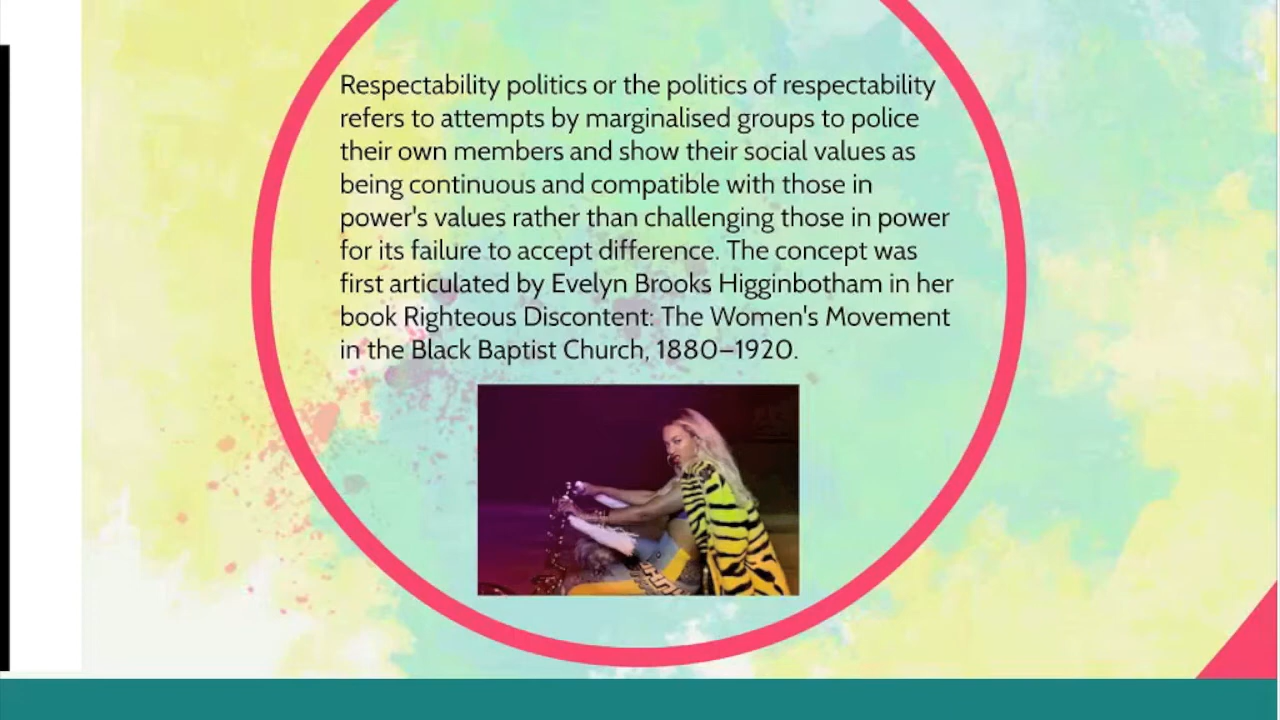 Respectability politics or the politics of respectability
refers to attempts by marginalised groups to police
their own members and show their social values as
being continuous and compatible with those in
power's values rather than challenging those in power
for its failure to accept difference. The concept was
first articulated by Evelyn Brooks Higginbotham in her
book Righteous Discontent: The Women's Movement
in the Black Baptist Church, 1880–1920.